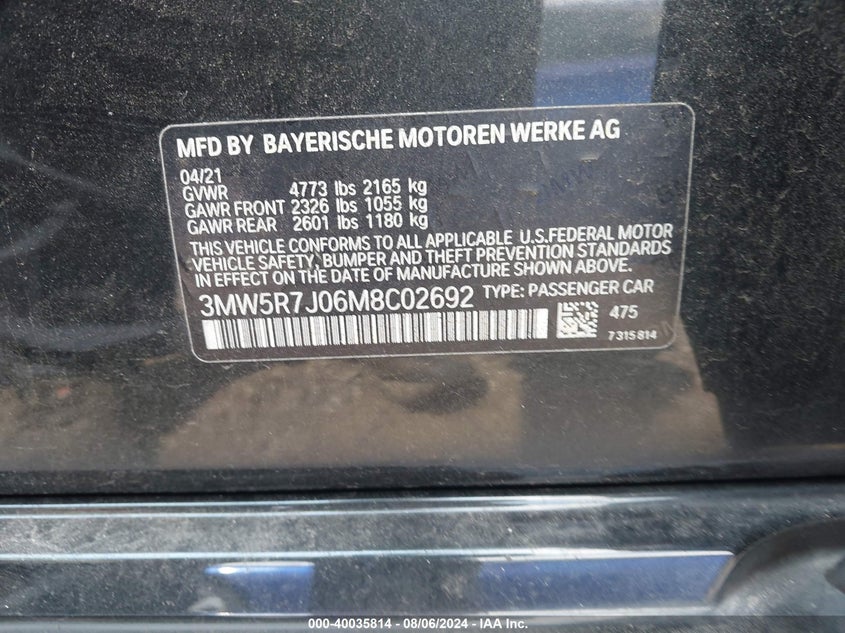 MFD BY BAYERISCHE MOTOREN WERKE AG
04/21
GVWR 4773 lbs 2165 kg
GAWR FRONT 2326 lbs 1055 kg
GAWR REAR 2601 lbs 1180 kg
THIS VEHICLE CONFORMS TO ALL APPLICABLE U.S.FEDERAL MOTOR
VEHICLE SAFETY, BUMPER AND THEFT PREVENTION STANDARDS
IN EFFECT ON THE DATE OF MANUFACTURE SHOWN ABOVE.
3MW5R7J06M8C02692 TYPE: PASSENGER CAR
475
7315814
000-40035814 - 08/06/2024 - IAA Inc.